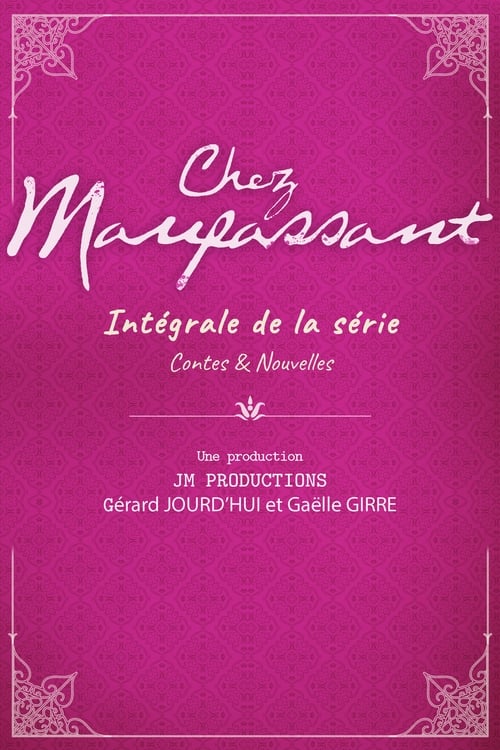 Chez
Maupassant
Intégrale de la série
Contes & Nouvelles
Une production
JM PRODUCTIONS
Gérard JOURD'HUI et Gaëlle GIRRE